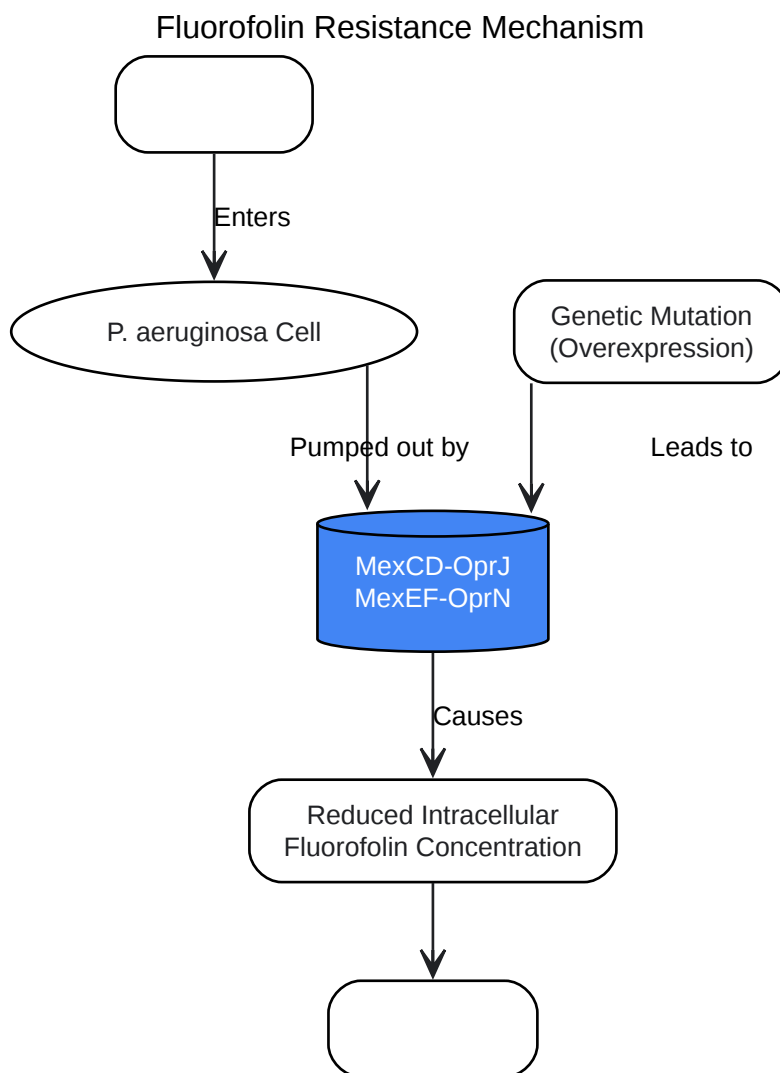 Fluorofolin Resistance Mechanism
Enters
P. aeruginosa Cell
Genetic Mutation
(Overexpression)
Pumped out by
Leads to
MexCD-OprJ
MexEF-OprN
Causes
Reduced Intracellular
Fluorofolin Concentration